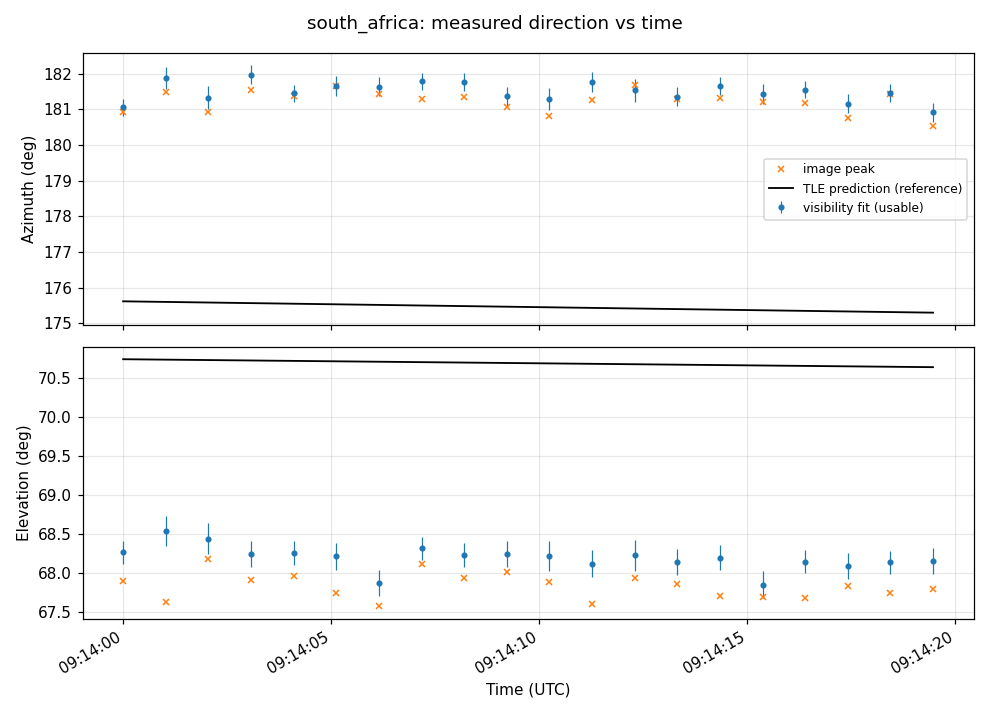 south_africa: measured direction vs time
182
181
180
179
178
177
176
175
Azimuth (deg)
image peak
TLE prediction (reference)
visibility fit (usable)
70.5
70.0
69.5
69.0
68.5
68.0
67.5
Elevation (deg)
09:14:00
09:14:05
09:14:10
09:14:15
09:14:20
Time (UTC)